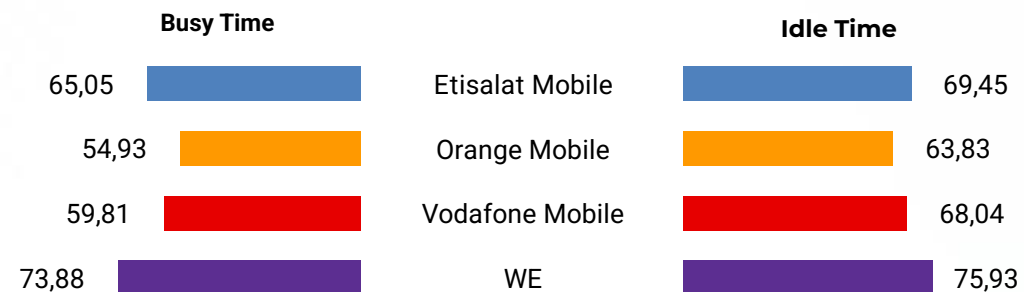 Busy Time Idle Time
65,05 Etisalat Mobile 69,45
54,93 Orange Mobile 63,83
59,81 Vodafone Mobile 68,04
73,88 WE 75,93